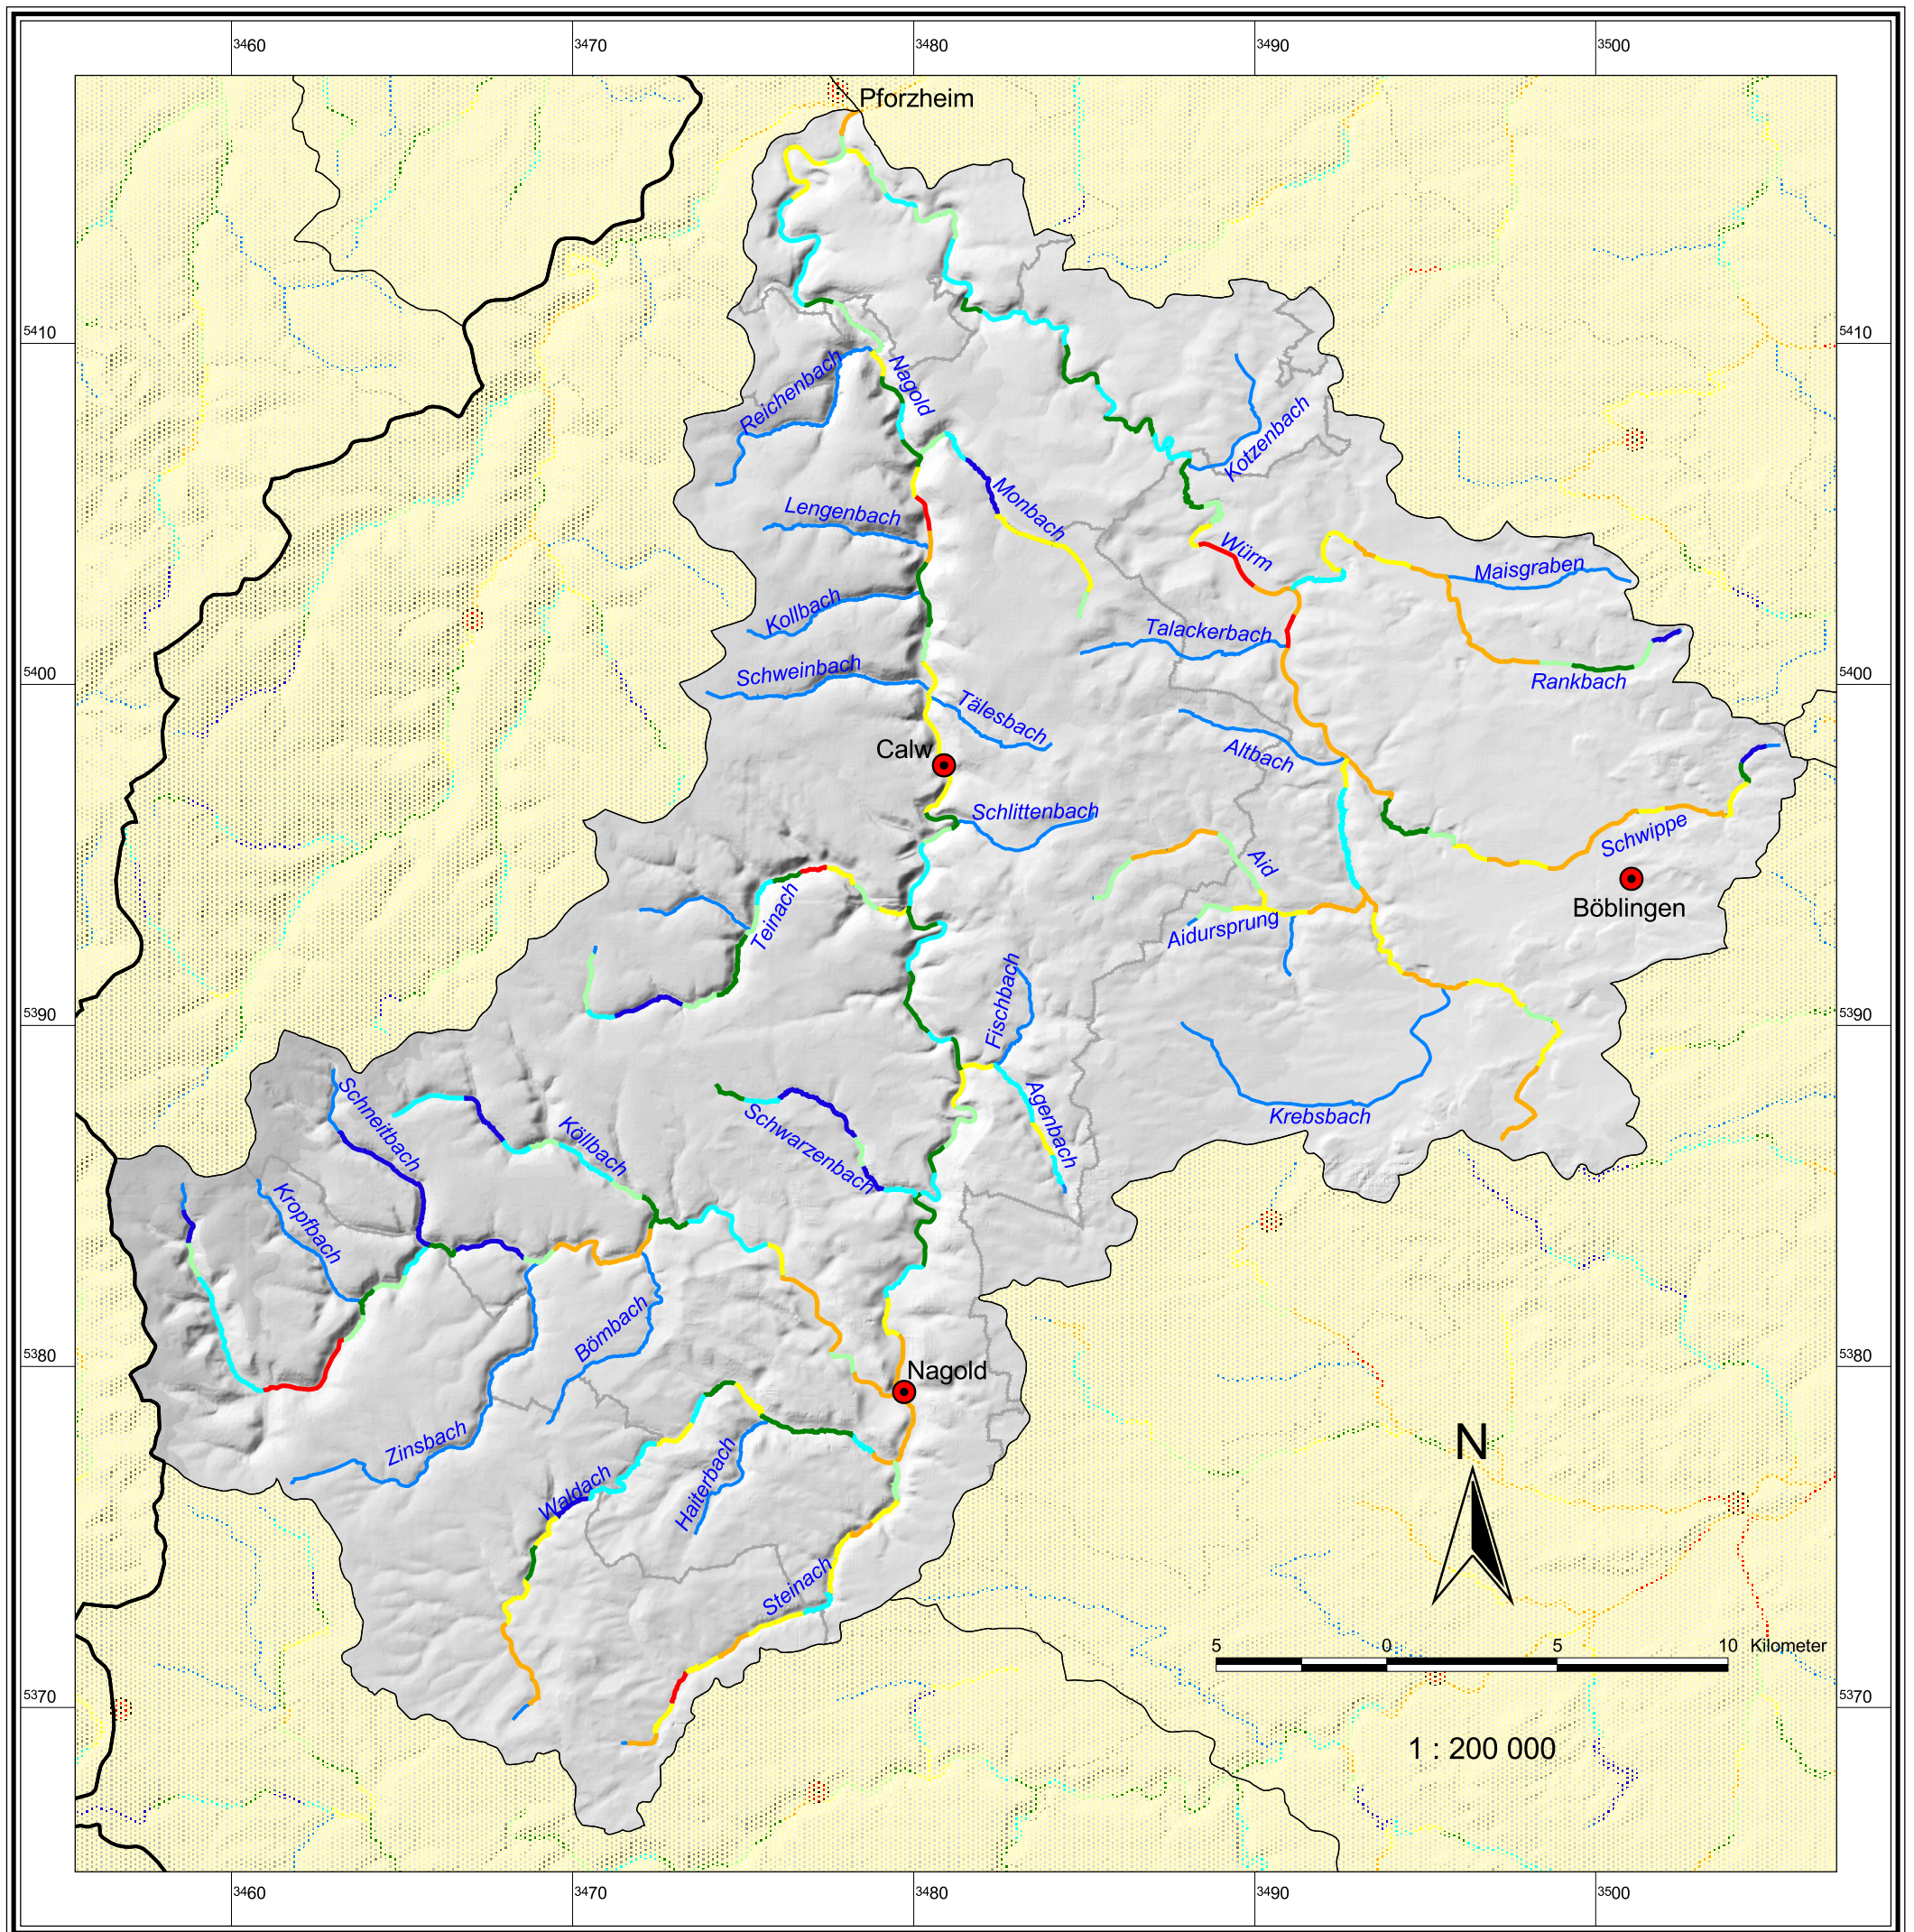 3460
3470
3480
3490
3500
Pforzheim
5410
5410
Reichenbach
Nagold
Kotzenbach
Lengenbach
Monbach
Würm
Maisgraben
Kollbach
Talackerbach
Schweinbach
Rankbach
5400
5400
Tälesbach
Calw
Altbach
Schlittenbach
Schwippe
Aid
Böblingen
Teinach
Aidursprung
Fischbach
5390
5390
Schneitbach
Köllbach
Schwarzenbach
Agenbach
Krebsbach
Kropfbach
Bömbach
5380
5380
Nagold
Zinsbach
Waldach
Haiterbach
N
Steinach
5 0 5 10 Kilometer
5370
5370
1 : 200 000
3460
3470
3480
3490
3500